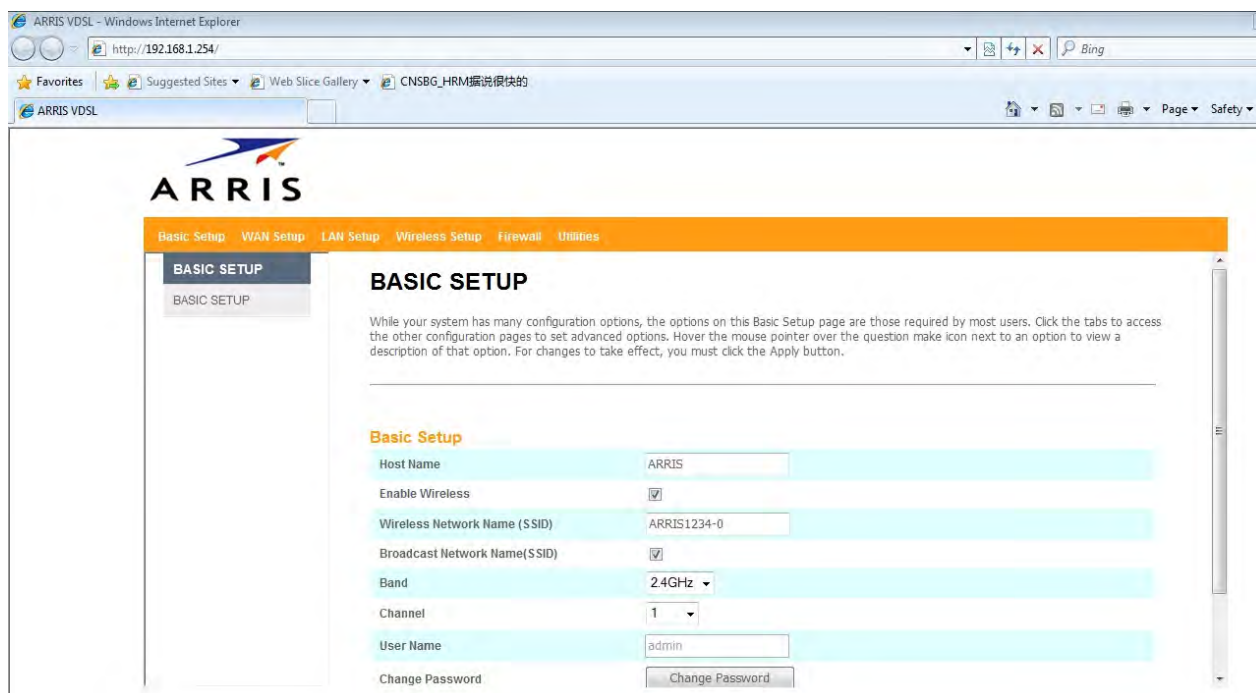 ARRIS VDSL - Windows Internet Explorer
http://192.168.1.254/
Bing
Favorites Suggested Sites Web Slice Gallery CNSBG_HRM据说很快的
ARRIS VDSL
Page Safety
ARRIS
TM
Basic Setup WAN Setup LAN Setup Wireless Setup Firewall Utilities
BASIC SETUP
BASIC SETUP
BASIC SETUP
While your system has many configuration options, the options on this Basic Setup page are those required by most users. Click the tabs to access
the other configuration pages to set advanced options. Hover the mouse pointer over the question make icon next to an option to view a
description of that option. For changes to take effect, you must click the Apply button.
Basic Setup
Host Name ARRIS
Enable Wireless
Wireless Network Name (SSID) ARRIS1234-0
Broadcast Network Name(SSID)
Band 2.4GHz
Channel 1
User Name admin
Change Password Change Password